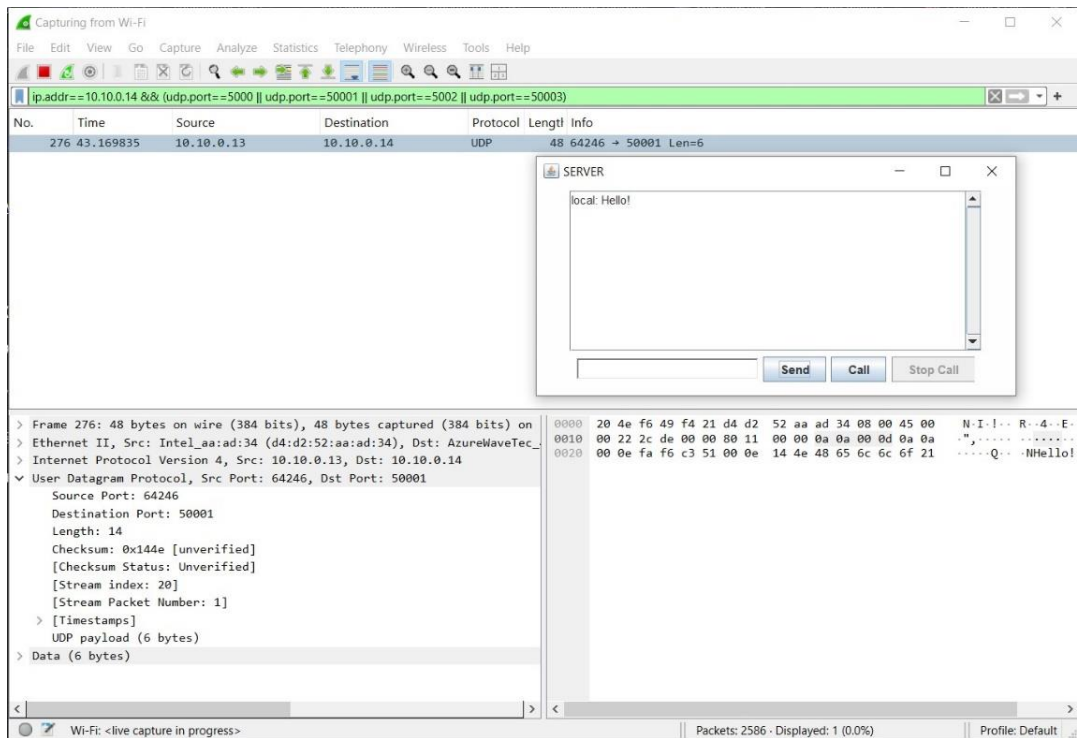 Capturing from Wi-Fi
File Edit View Go Capture Analyze Statistics Telephony Wireless Tools Help
ip.addr==10.10.0.14 && (udp.port==5000 || udp.port==50001 || udp.port==5002 || udp.port==50003)
No. Time Source Destination Protocol Length Info
276 43.169835 10.10.0.13 10.10.0.14 UDP 48 64246 → 50001 Len=6
SERVER
local: Hello!
Send Call Stop Call
> Frame 276: 48 bytes on wire (384 bits), 48 bytes captured (384 bits) on
> Ethernet II, Src: Intel_aa:ad:34 (d4:d2:52:aa:ad:34), Dst: AzureWaveTec_
> Internet Protocol Version 4, Src: 10.10.0.13, Dst: 10.10.0.14
User Datagram Protocol, Src Port: 64246, Dst Port: 50001
Source Port: 64246
Destination Port: 50001
Length: 14
Checksum: 0x144e [unverified]
[Checksum Status: Unverified]
[Stream index: 20]
[Stream Packet Number: 1]
> [Timestamps]
UDP payload (6 bytes)
> Data (6 bytes)
0000 20 4e f6 49 f4 21 d4 d2 52 aa ad 34 08 00 45 00 N·I·!·· R··4··E·
0010 00 22 2c de 00 00 80 11 00 00 0a 0a 00 0d 0a 0a ·",····· ········
0020 00 0e fa f6 c3 51 00 0e 14 4e 48 65 6c 6c 6f 21 ·····Q·· ·NHello!
Wi-Fi: <live capture in progress> Packets: 2586 · Displayed: 1 (0.0%) Profile: Default